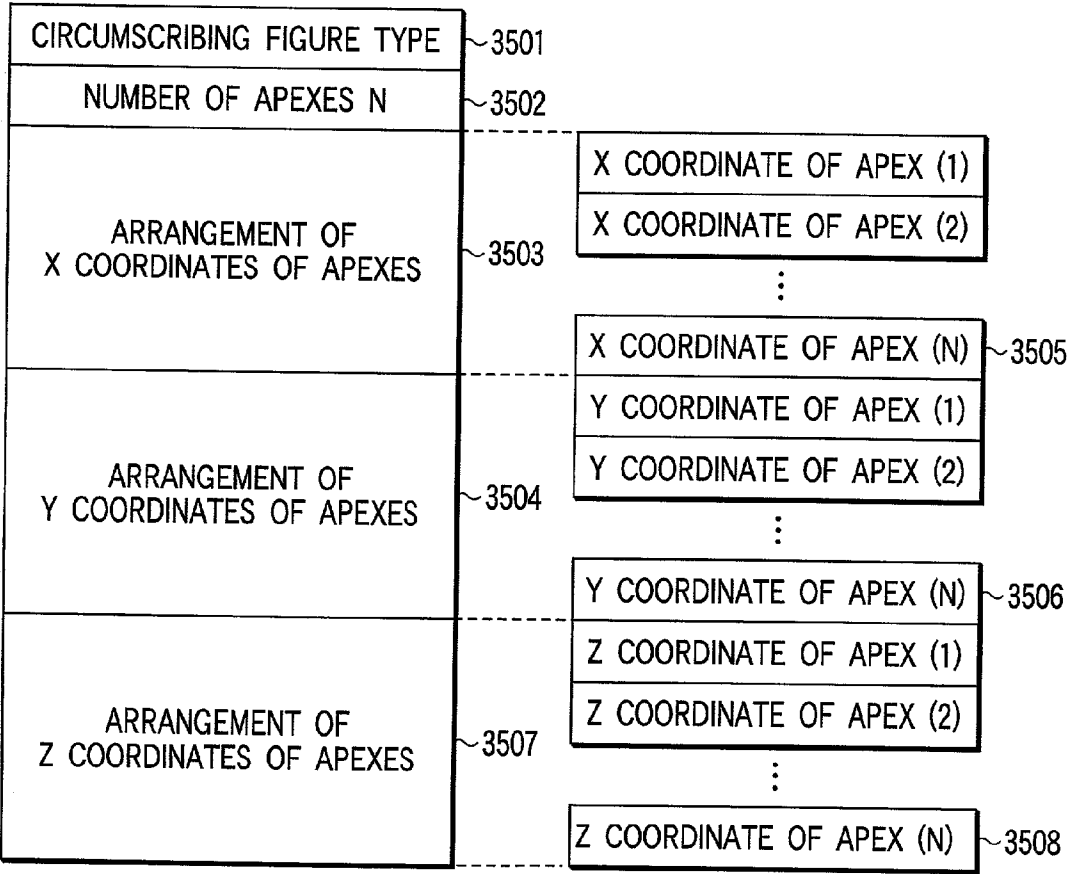 CIRCUMSCRIBING FIGURE TYPE
3501
NUMBER OF APEXES N
3502
ARRANGEMENT OF
X COORDINATES OF APEXES
3503
ARRANGEMENT OF
Y COORDINATES OF APEXES
3504
ARRANGEMENT OF
Z COORDINATES OF APEXES
3507
X COORDINATE OF APEX (1)
X COORDINATE OF APEX (2)
X COORDINATE OF APEX (N)
3505
Y COORDINATE OF APEX (1)
Y COORDINATE OF APEX (2)
Y COORDINATE OF APEX (N)
3506
Z COORDINATE OF APEX (1)
Z COORDINATE OF APEX (2)
Z COORDINATE OF APEX (N)
3508